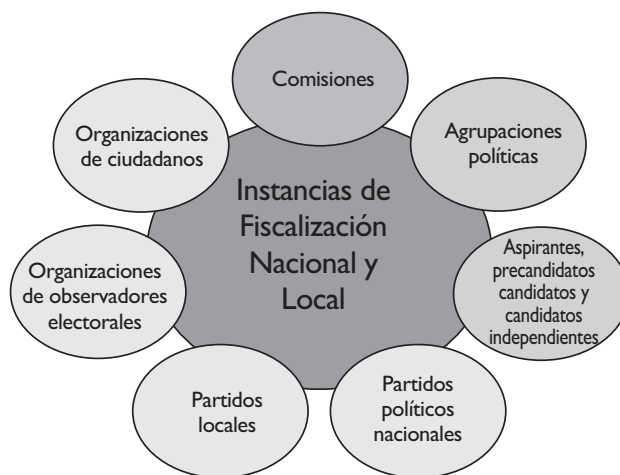 Comisiones
Agrupaciones
políticas
Aspirantes,
precandidatos
candidatos y
candidatos
independientes
Partidos
políticos
nacionales
Partidos
locales
Organizaciones
de observadores
electorales
Organizaciones
de ciudadanos
Instancias de
Fiscalización
Nacional y
Local